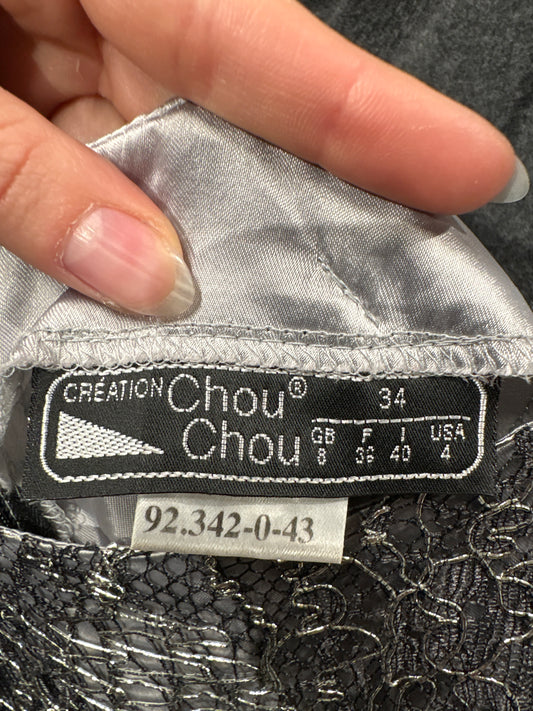 CRÉATION Chou® Chou
34
GB F I USA
8 36 40 4
92.342-0-43